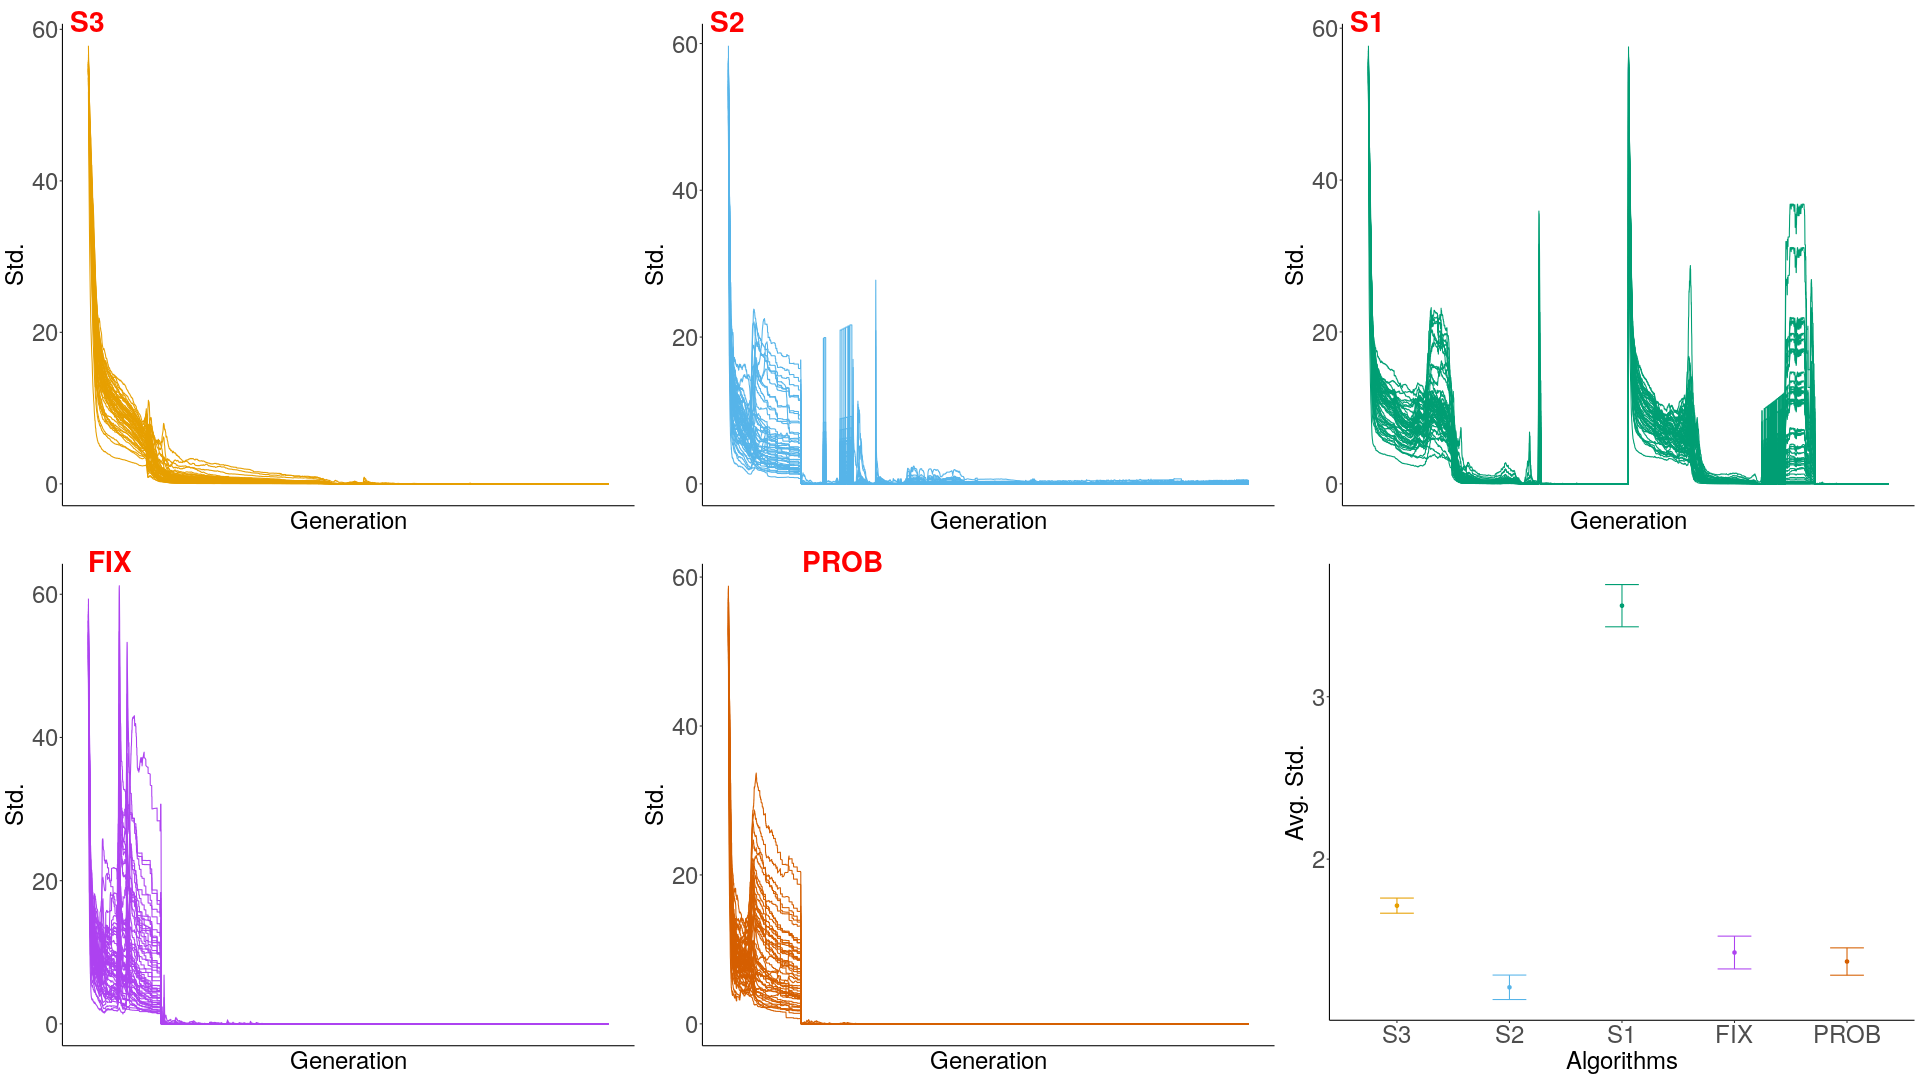 S3
60
40
20
0
Std.
Generation
S2
60
40
20
0
Std.
Generation
S1
60
40
20
0
Std.
Generation
FIX
60
40
20
0
Std.
Generation
PROB
60
40
20
0
Std.
Generation
3
2
Avg. Std.
S3 S2 S1 FIX PROB
Algorithms